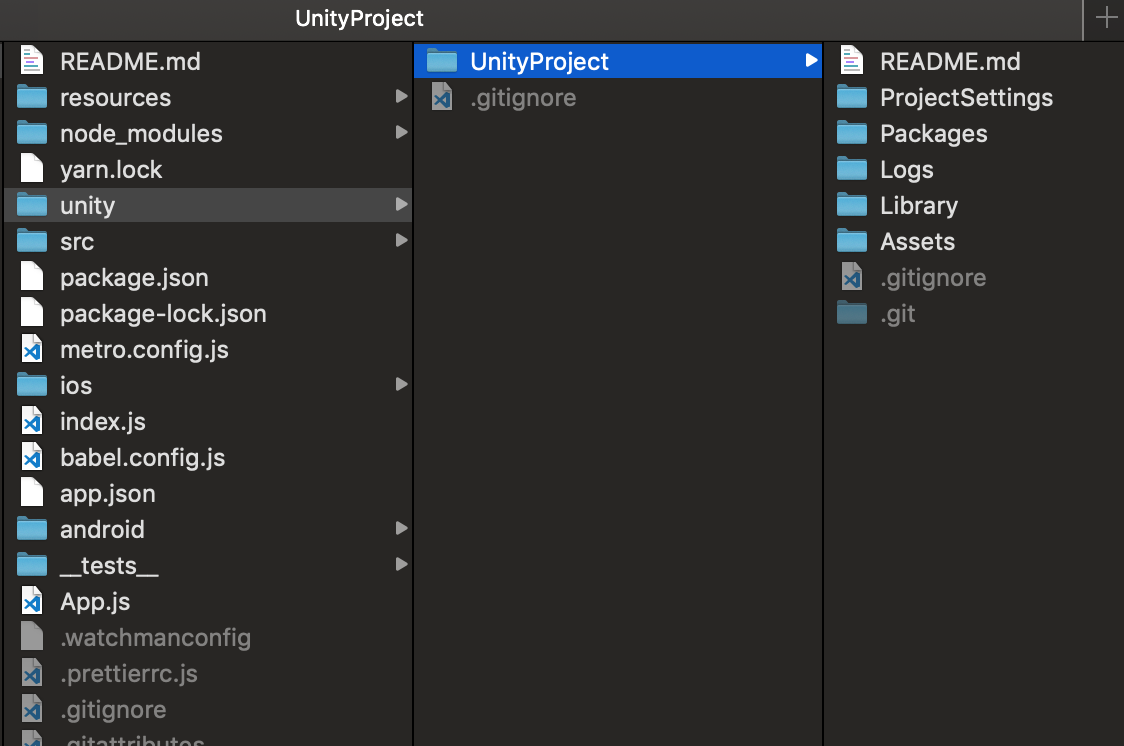 UnityProject
README.md
resources
node_modules
yarn.lock
unity
src
package.json
package-lock.json
metro.config.js
ios
index.js
babel.config.js
app.json
android
__tests__
App.js
.watchmanconfig
.prettierrc.js
.gitignore
.gitattributes
UnityProject
.gitignore
README.md
ProjectSettings
Packages
Logs
Library
Assets
.gitignore
.git